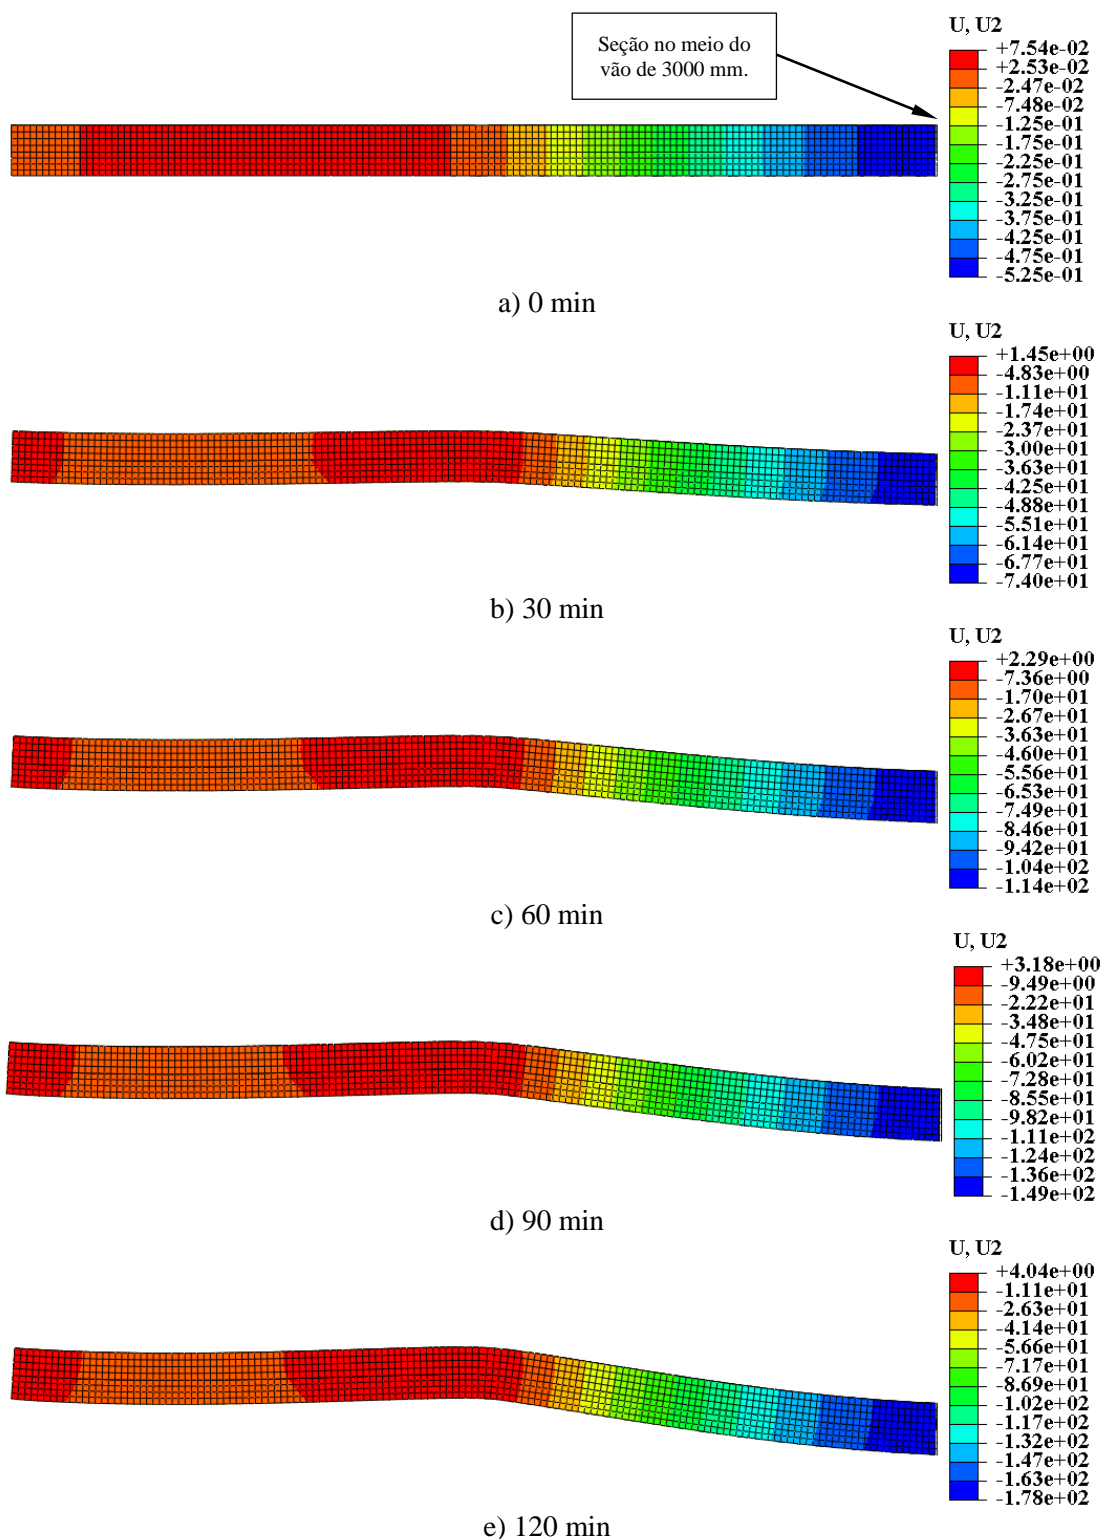 Seção no meio do
vão de 3000 mm.
U, U2
+7.54e-02
+2.53e-02
-2.47e-02
-7.48e-02
-1.25e-01
-1.75e-01
-2.25e-01
-2.75e-01
-3.25e-01
-3.75e-01
-4.25e-01
-4.75e-01
-5.25e-01
a) 0 min
U, U2
+1.45e+00
-4.83e+00
-1.11e+01
-1.74e+01
-2.37e+01
-3.00e+01
-3.63e+01
-4.25e+01
-4.88e+01
-5.51e+01
-6.14e+01
-6.77e+01
-7.40e+01
b) 30 min
U, U2
+2.29e+00
-7.36e+00
-1.70e+01
-2.67e+01
-3.63e+01
-4.60e+01
-5.56e+01
-6.53e+01
-7.49e+01
-8.46e+01
-9.42e+01
-1.04e+02
-1.14e+02
c) 60 min
U, U2
+3.18e+00
-9.49e+00
-2.22e+01
-3.48e+01
-4.75e+01
-6.02e+01
-7.28e+01
-8.55e+01
-9.82e+01
-1.11e+02
-1.24e+02
-1.36e+02
-1.49e+02
d) 90 min
U, U2
+4.04e+00
-1.11e+01
-2.63e+01
-4.14e+01
-5.66e+01
-7.17e+01
-8.69e+01
-1.02e+02
-1.17e+02
-1.32e+02
-1.47e+02
-1.63e+02
-1.78e+02
e) 120 min